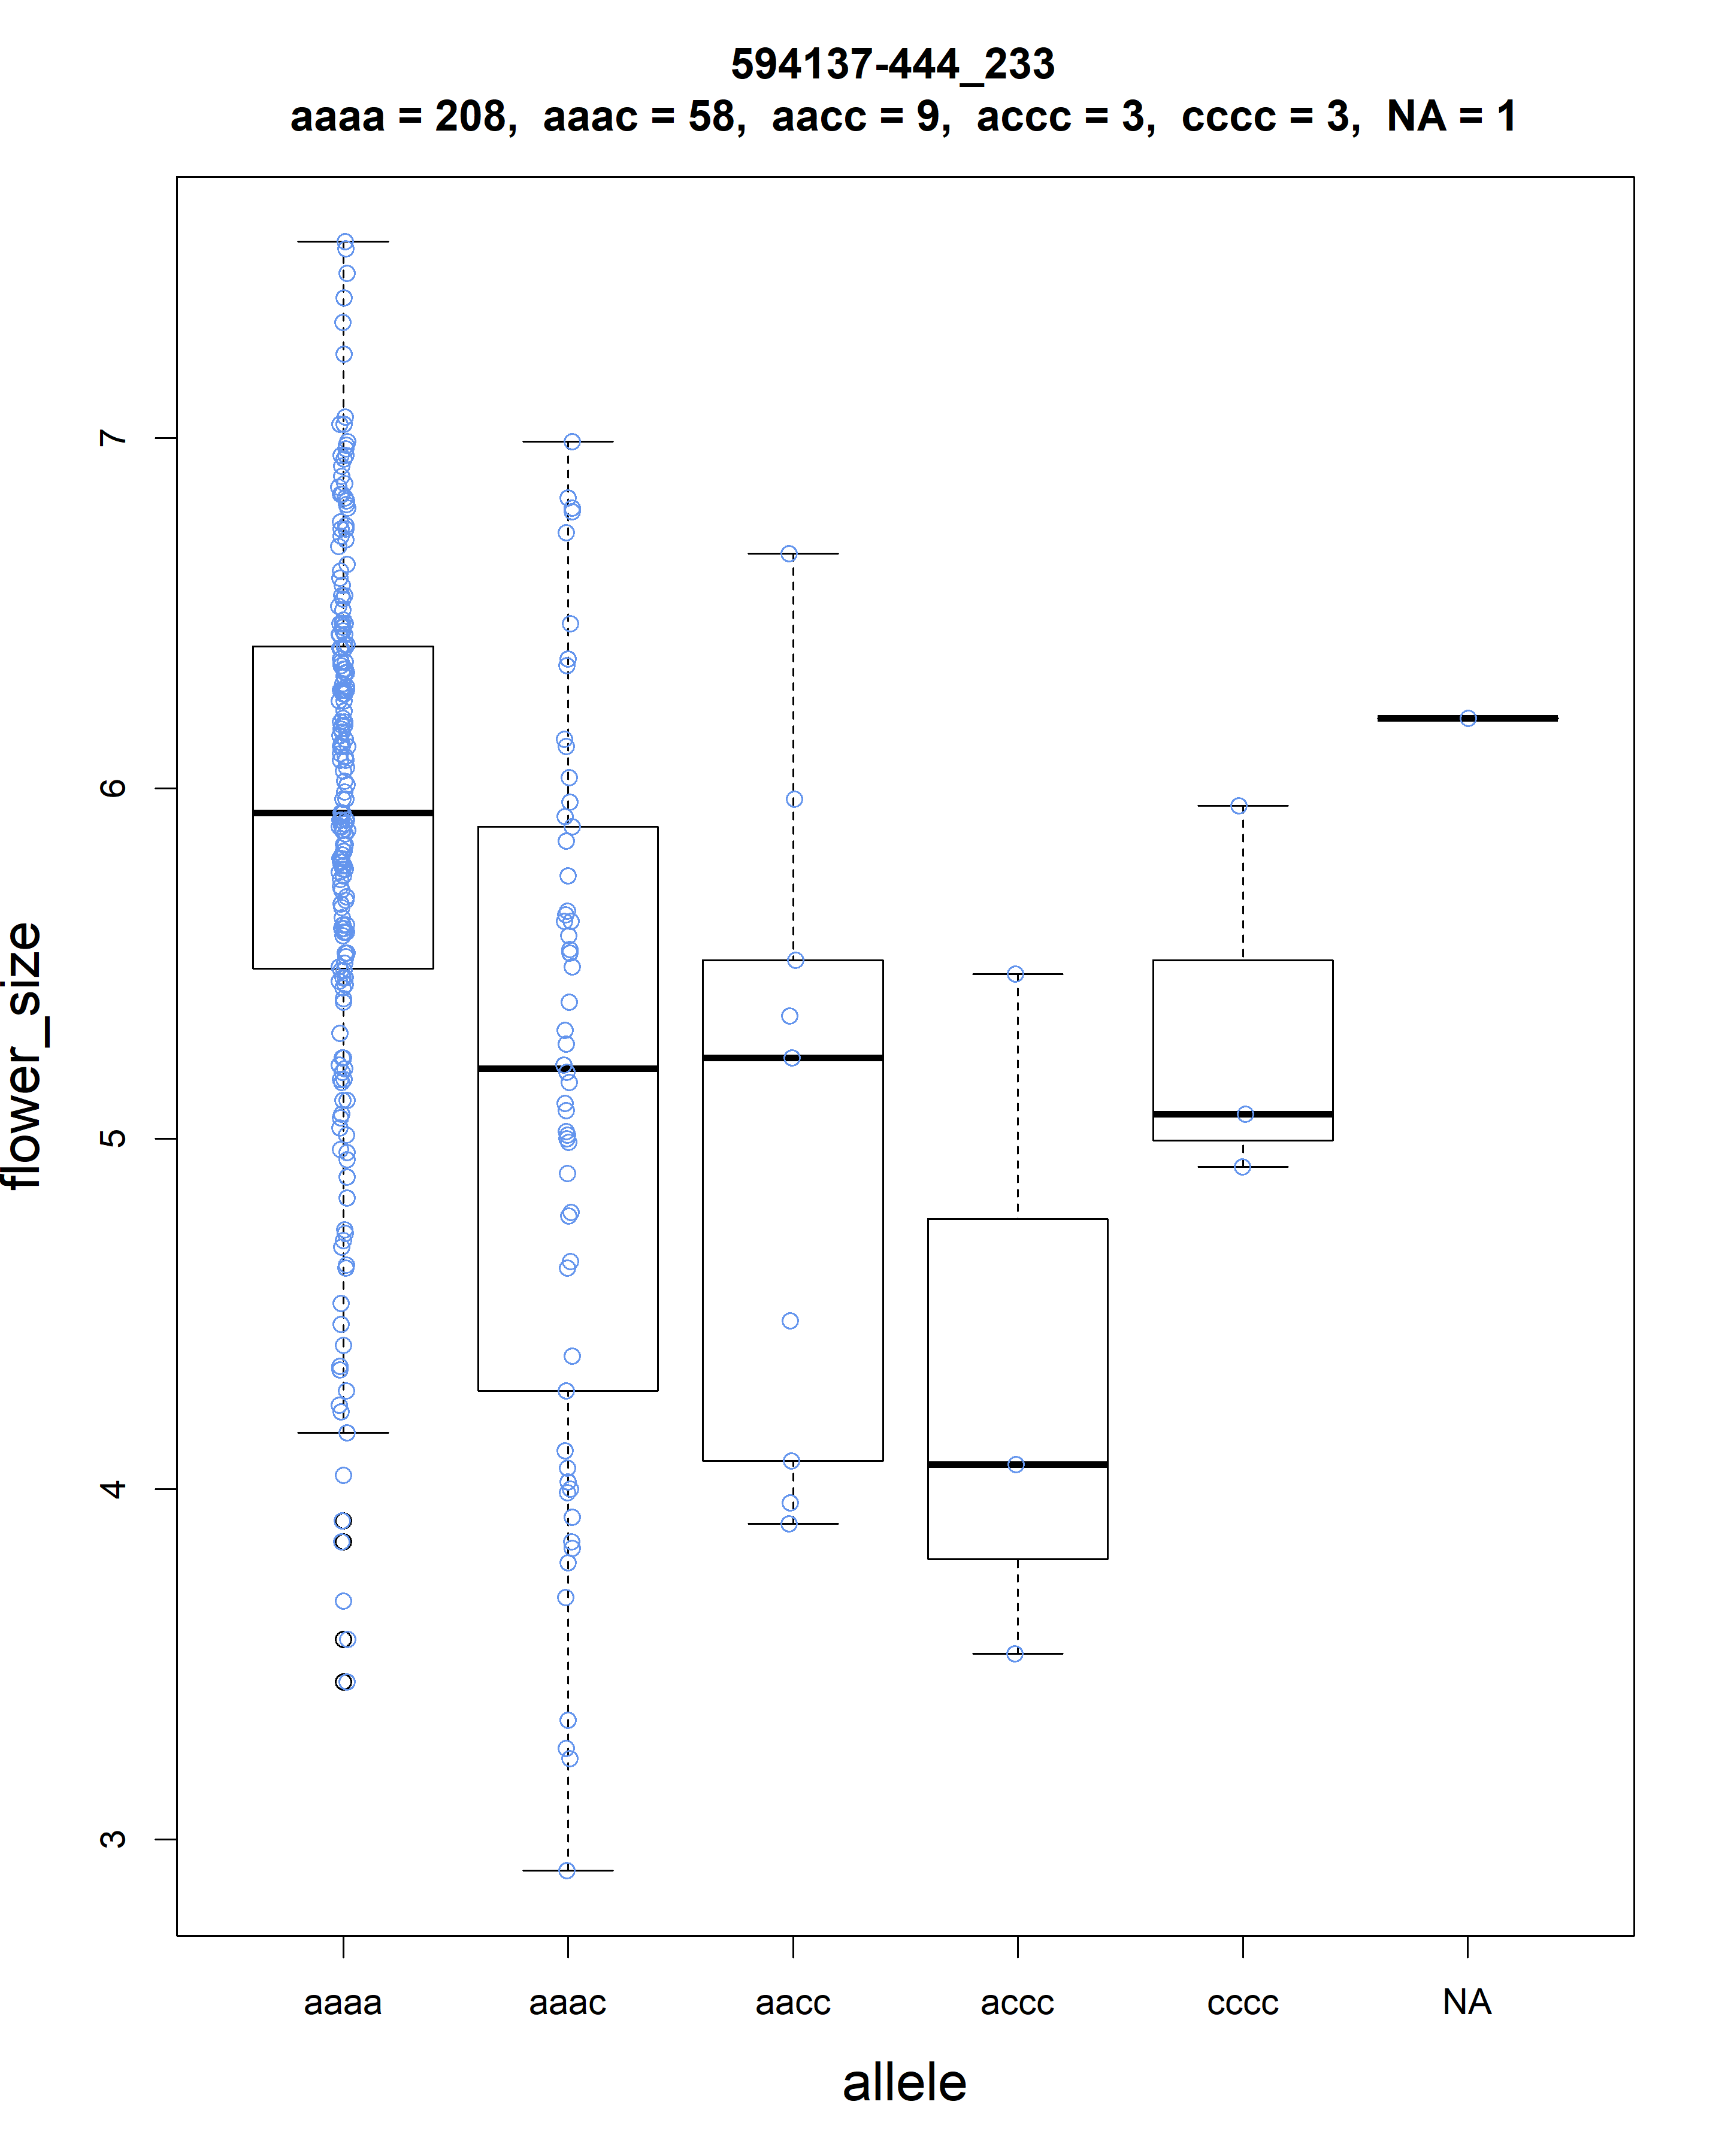 594137-444_233
aaaa = 208, aaac = 58, aacc = 9, accc = 3, cccc = 3, NA = 1
flower_size
7
6
5
4
3
aaaa aaac aacc accc cccc NA
allele